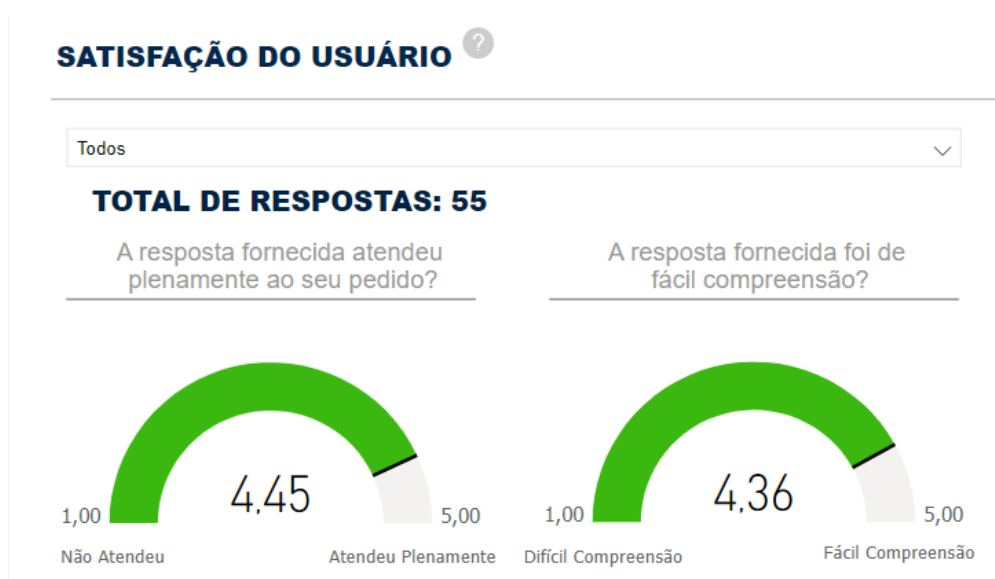 SATISFAÇÃO DO USUÁRIO ?
Todos
TOTAL DE RESPOSTAS: 55
A resposta fornecida atendeu
plenamente ao seu pedido?
4,45
1,00
5,00
Não Atendeu
Atendeu Plenamente
A resposta fornecida foi de
fácil compreensão?
4,36
1,00
5,00
Difícil Compreensão
Fácil Compreensão